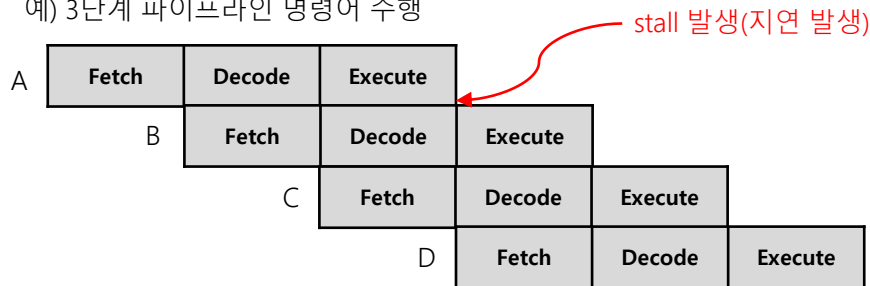 예) 3단계 파이프라인 명령어 수행
stall 발생(지연 발생)
A Fetch Decode Execute
B Fetch Decode Execute
C Fetch Decode Execute
D Fetch Decode Execute